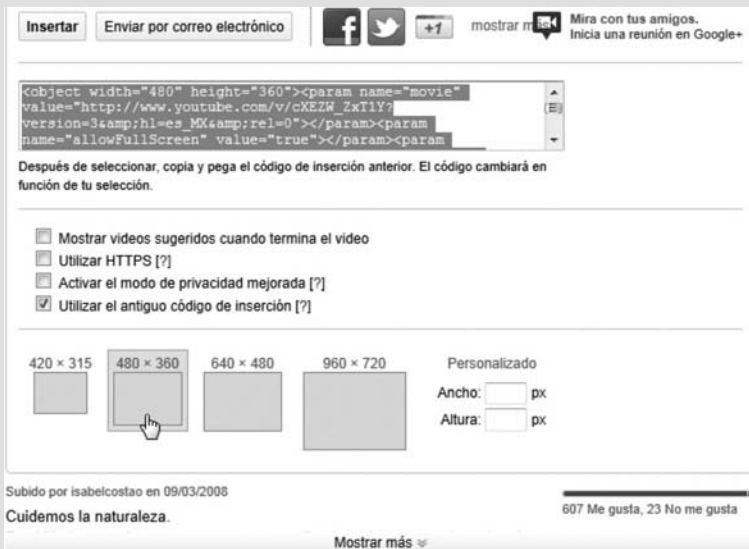 Insertar
Enviar por correo electrónico
f
+1
mostrar más
Mira con tus amigos.
Inicia una reunión en Google+
<object width="480" height="360"><param name="movie"
value="http://www.youtube.com/v/cXEZW_ZxT1Y?
version=3&amp;hl=es_MX&amp;rel=0"></param><param
name="allowFullScreen" value="true"></param><param
Después de seleccionar, copia y pega el código de inserción anterior. El código cambiará en
función de tu selección.
Mostrar videos sugeridos cuando termina el video
Utilizar HTTPS [?]
Activar el modo de privacidad mejorada [?]
Utilizar el antiguo código de inserción [?]
420 × 315
480 × 360
640 × 480
960 × 720
Personalizado
Ancho: px
Altura: px
Subido por isabelcostao en 09/03/2008
607 Me gusta, 23 No me gusta
Cuidemos la naturaleza.
Mostrar más